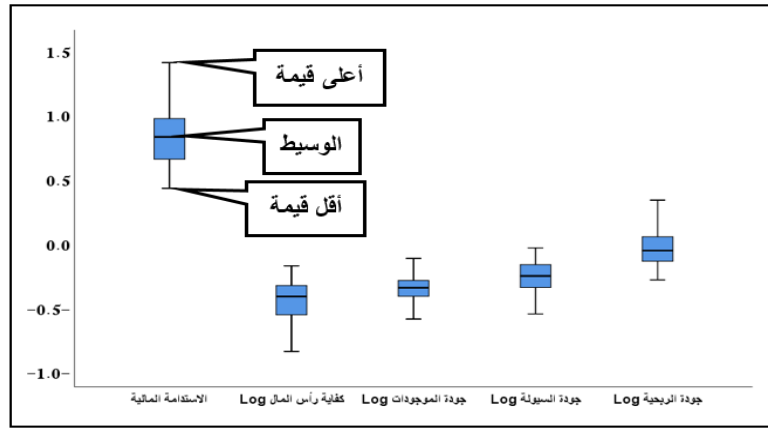 1.5
أعلى قيمة
1.0
الوسيط
0.5
أقل قيمة
0.0
-0.5
-1.0
الاستدامة المالية
Log كفاية رأس المال
Log جودة الموجودات
Log جودة السيولة
Log جودة الربحية